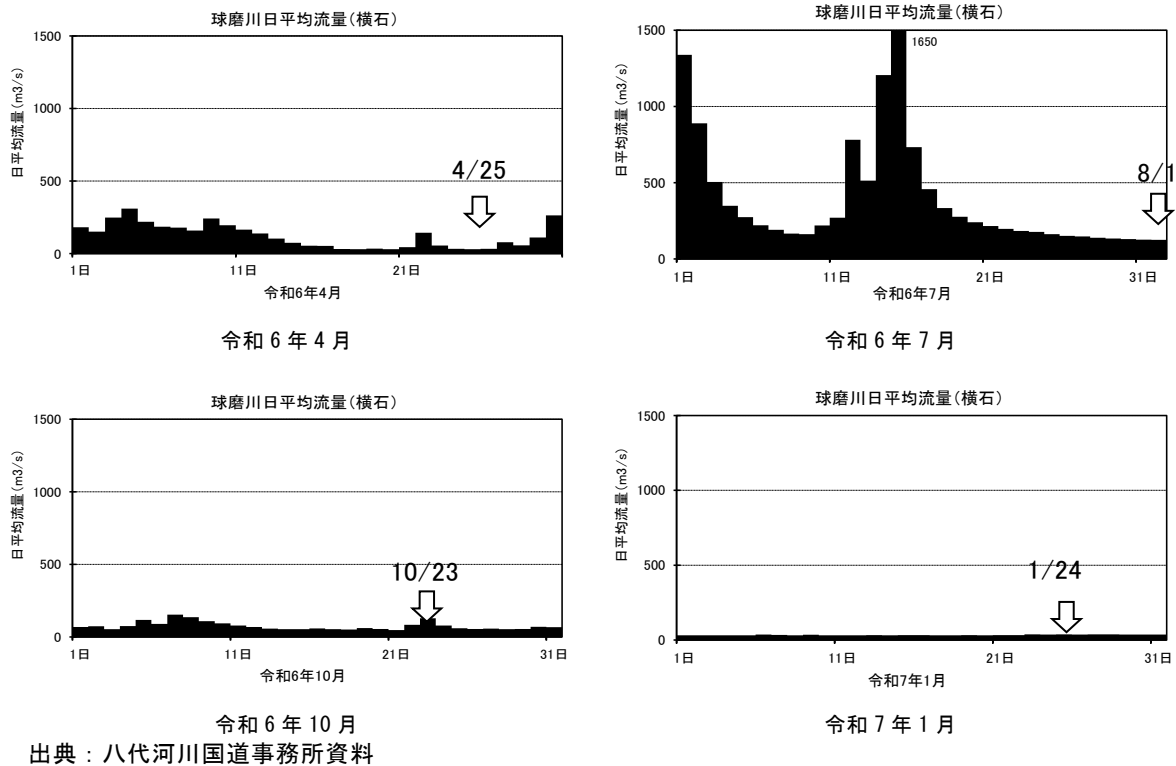 球磨川日平均流量(横石)
日平均流量(m3/s)
1500
1000
500
0
4/25
1日
11日
21日
令和6年4月
令和6年4月
球磨川日平均流量(横石)
日平均流量(m3/s)
1500
1000
500
0
1650
8/1
1日
11日
21日
31日
令和6年7月
令和6年7月
球磨川日平均流量(横石)
日平均流量(m3/s)
1500
1000
500
0
10/23
1日
11日
21日
31日
令和6年10月
令和6年10月
球磨川日平均流量(横石)
日平均流量(m3/s)
1500
1000
500
0
1/24
1日
11日
21日
31日
令和7年1月
令和7年1月
出典:八代河川国道事務所資料